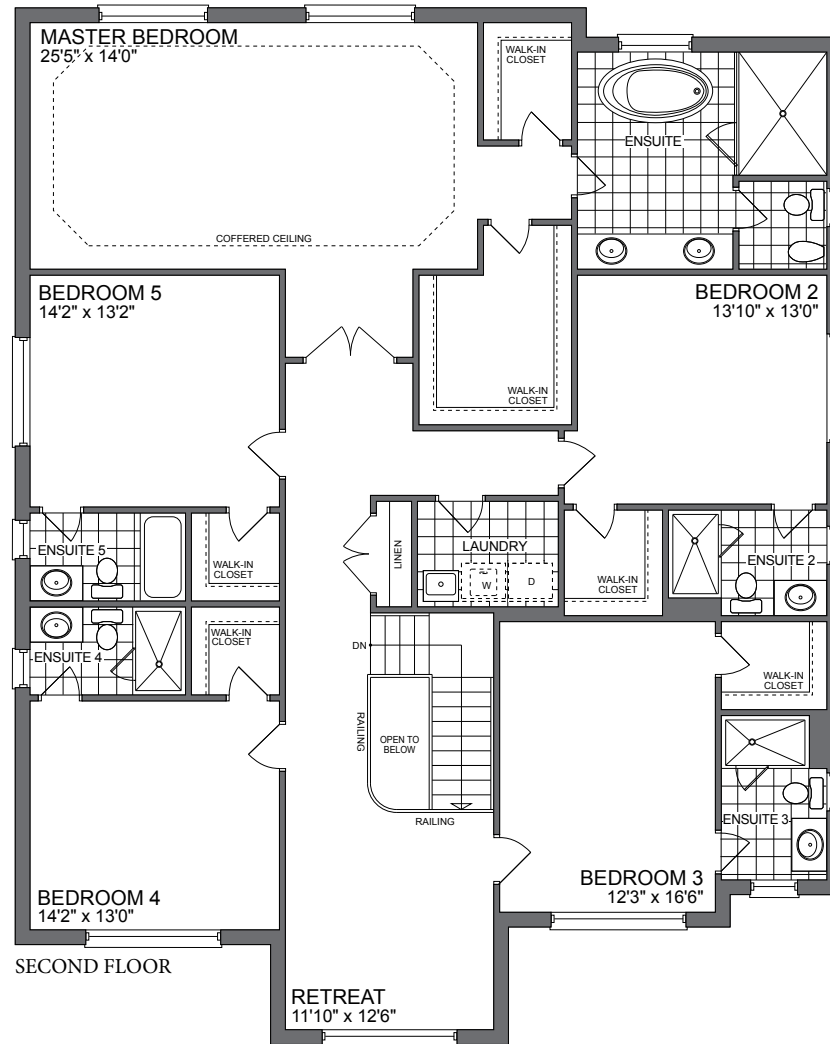 MASTER BEDROOM
25'5" x 14'0"
WALK-IN
CLOSET
ENSUITE
COFFERED CEILING
BEDROOM 5
14'2" x 13'2"
BEDROOM 2
13'10" x 13'0"
WALK-IN
CLOSET
ENSUITE 5
WALK-IN
CLOSET
LINEN
LAUNDRY
W
D
WALK-IN
CLOSET
ENSUITE 2
ENSUITE 4
WALK-IN
CLOSET
DN
WALK-IN
CLOSET
RAILING
OPEN TO
BELOW
RAILING
ENSUITE 3
BEDROOM 4
14'2" x 13'0"
BEDROOM 3
12'3" x 16'6"
SECOND FLOOR
RETREAT
11'10" x 12'6"